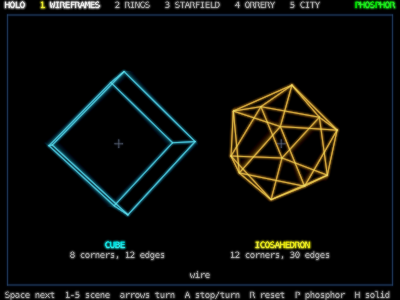 HOLO 1 WIREFRAMES 2 RINGS 3 STARFIELD 4 ORRERY 5 CITY PHOSPHOR
CUBE
8 corners, 12 edges
ICOSAHEDRON
12 corners, 30 edges
wire
Space next 1-5 scene arrows turn A stop/turn R reset P phosphor H solid